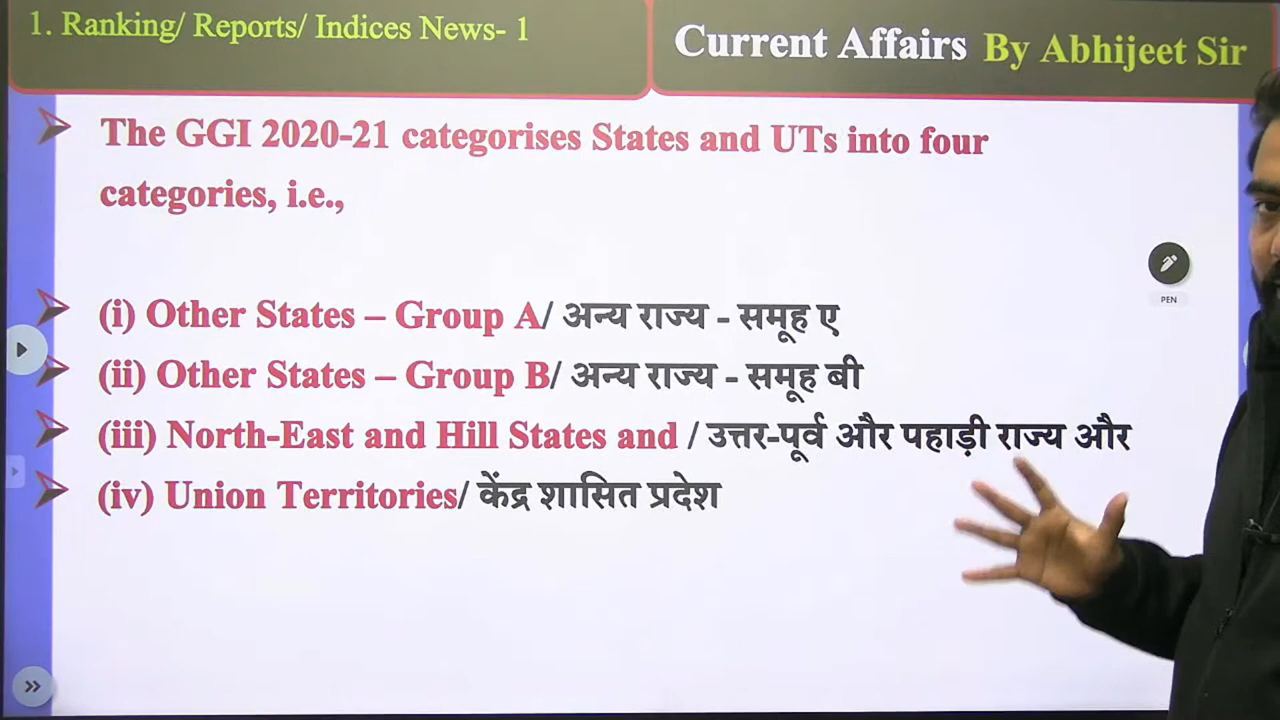 1. Ranking/ Reports/ Indices News- 1
Current Affairs By Abhijeet Sir
The GGI 2020-21 categorises States and UTs into four
categories, i.e.,
PEN
(i) Other States – Group A/ अन्य राज्य - समूह ए
(ii) Other States – Group B/ अन्य राज्य - समूह बी
(iii) North-East and Hill States and / उत्तर-पूर्व और पहाड़ी राज्य और
(iv) Union Territories/ केंद्र शासित प्रदेश